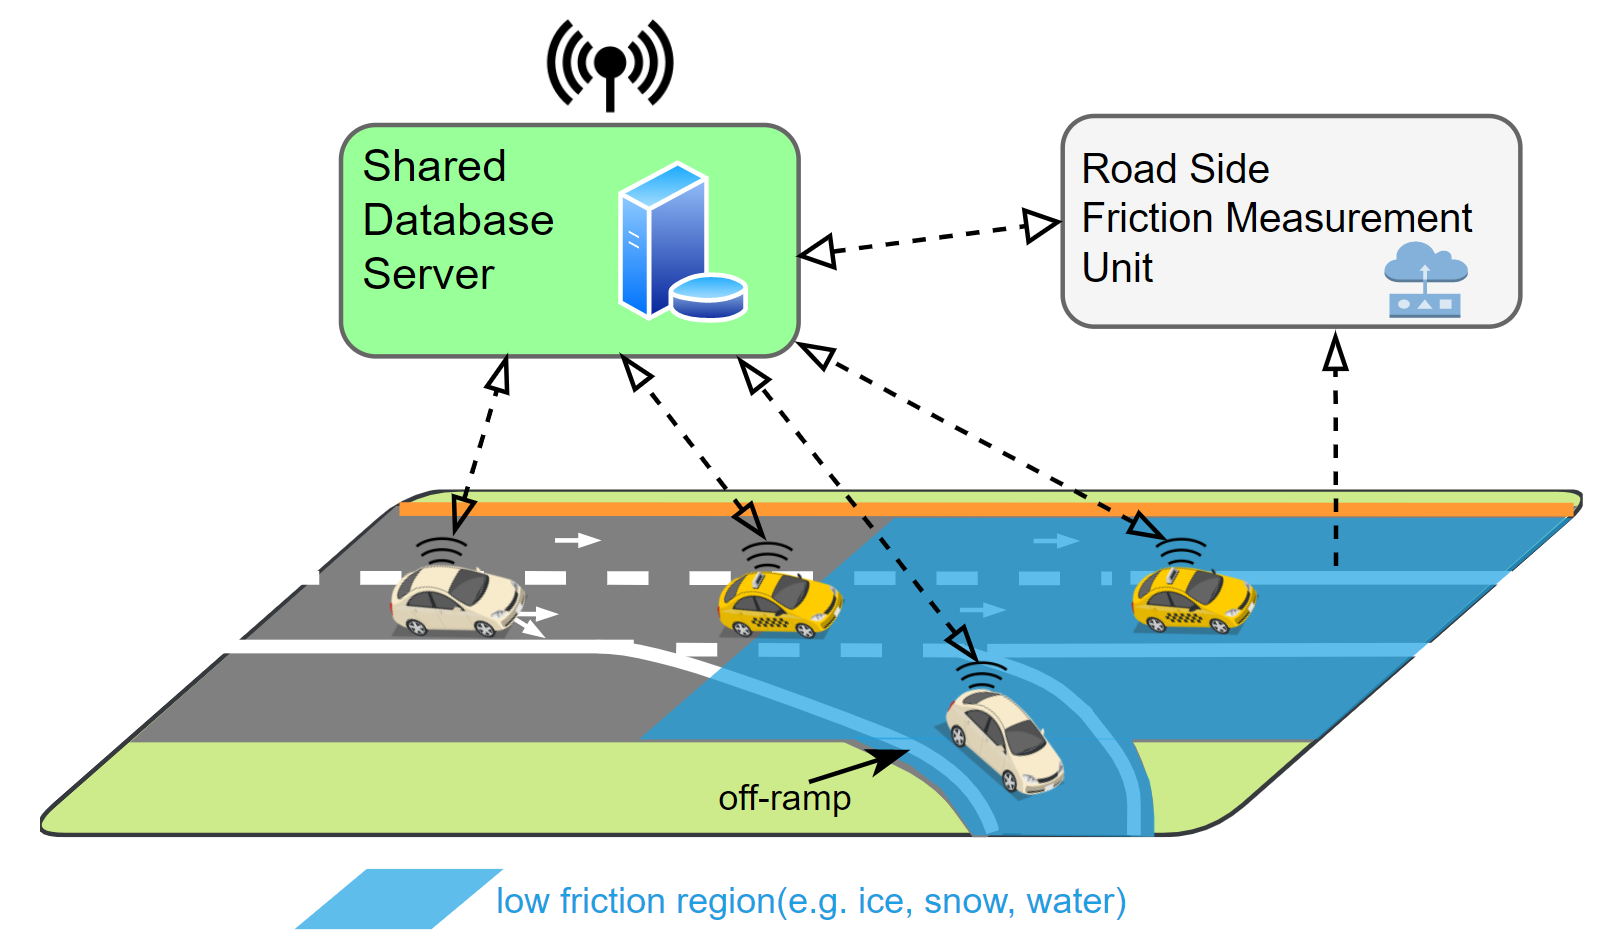 Shared
Database
Server
Road Side
Friction Measurement
Unit
off-ramp
low friction region(e.g. ice, snow, water)